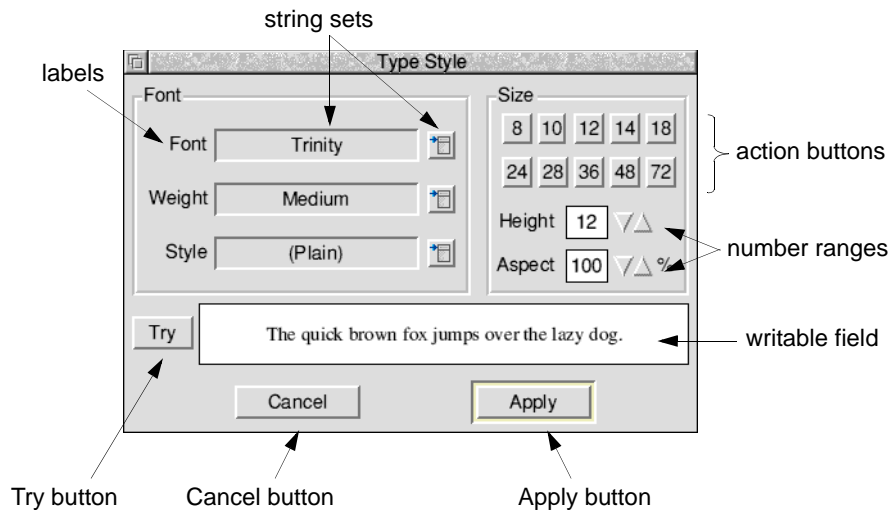 string sets
Type Style
labels
Font
Size
Font Trinity
8 10 12 14 18
action buttons
24 28 36 48 72
Weight Medium
Height 12
number ranges
Style (Plain)
Aspect 100 %
Try
The quick brown fox jumps over the lazy dog.
writable field
Cancel
Apply
Try button
Cancel button
Apply button